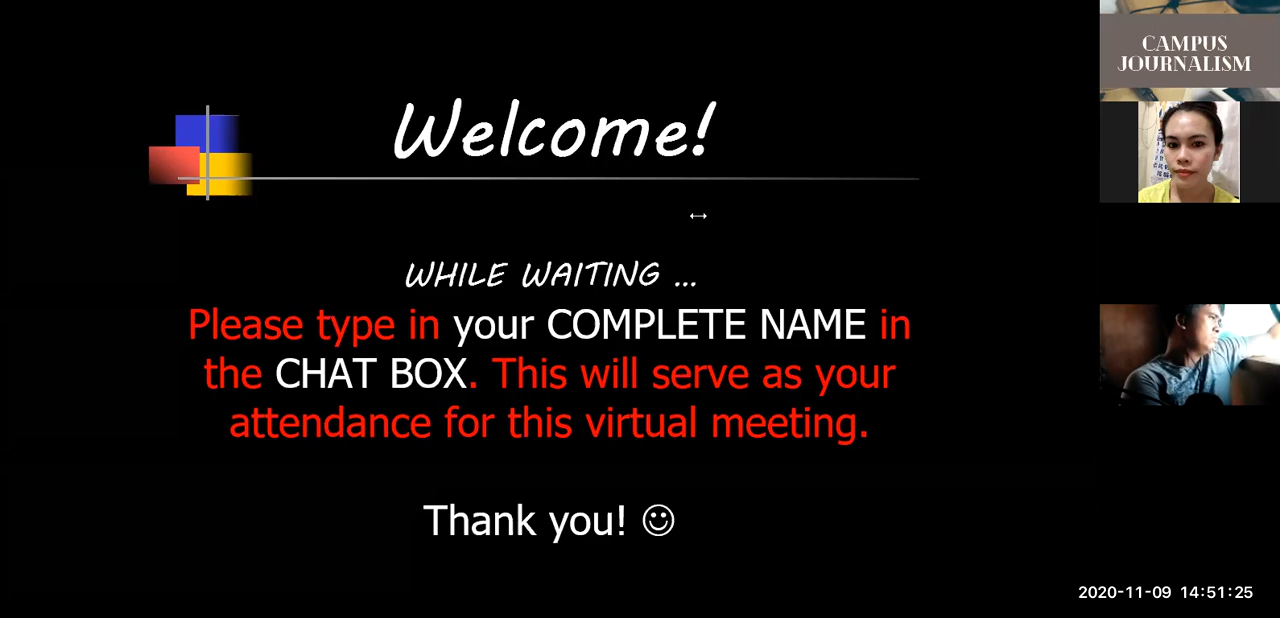 CAMPUS
JOURNALISM
Welcome!
WHILE WAITING ...
Please type in your COMPLETE NAME in
the CHAT BOX. This will serve as your
attendance for this virtual meeting.
Thank you! ☺
2020-11-09 14:51:25